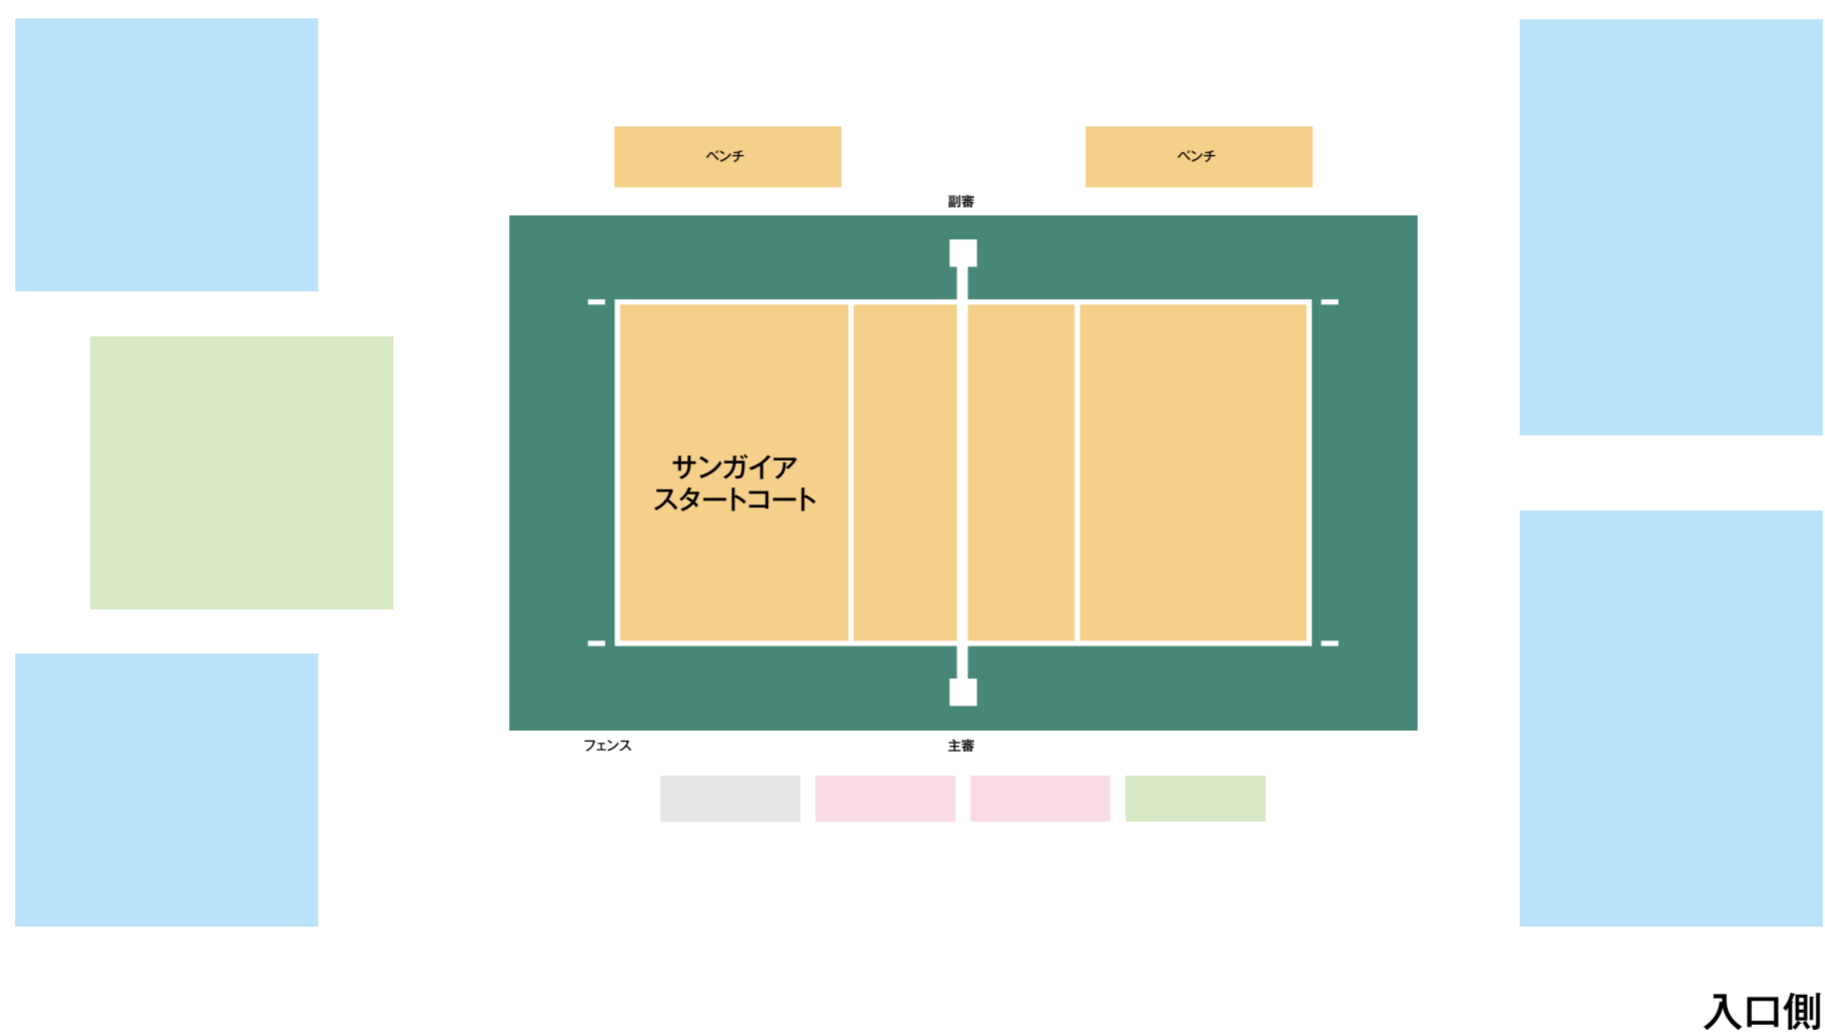 ベンチ
ベンチ
副審
サンガイア
スタートコート
フェンス
主審
入口側